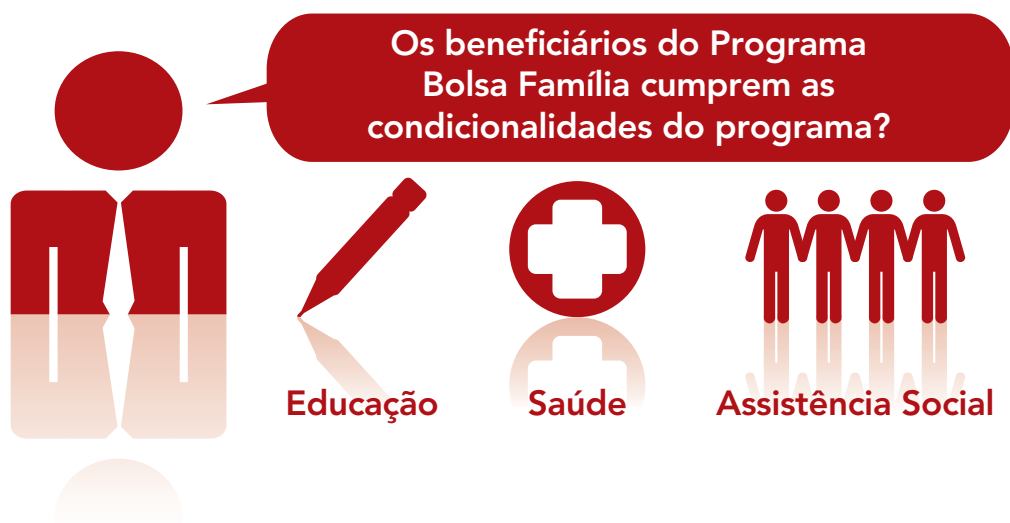 Os beneficiários do Programa
Bolsa Família cumprem as
condicionalidades do programa?
Educação
Saúde
Assistência Social